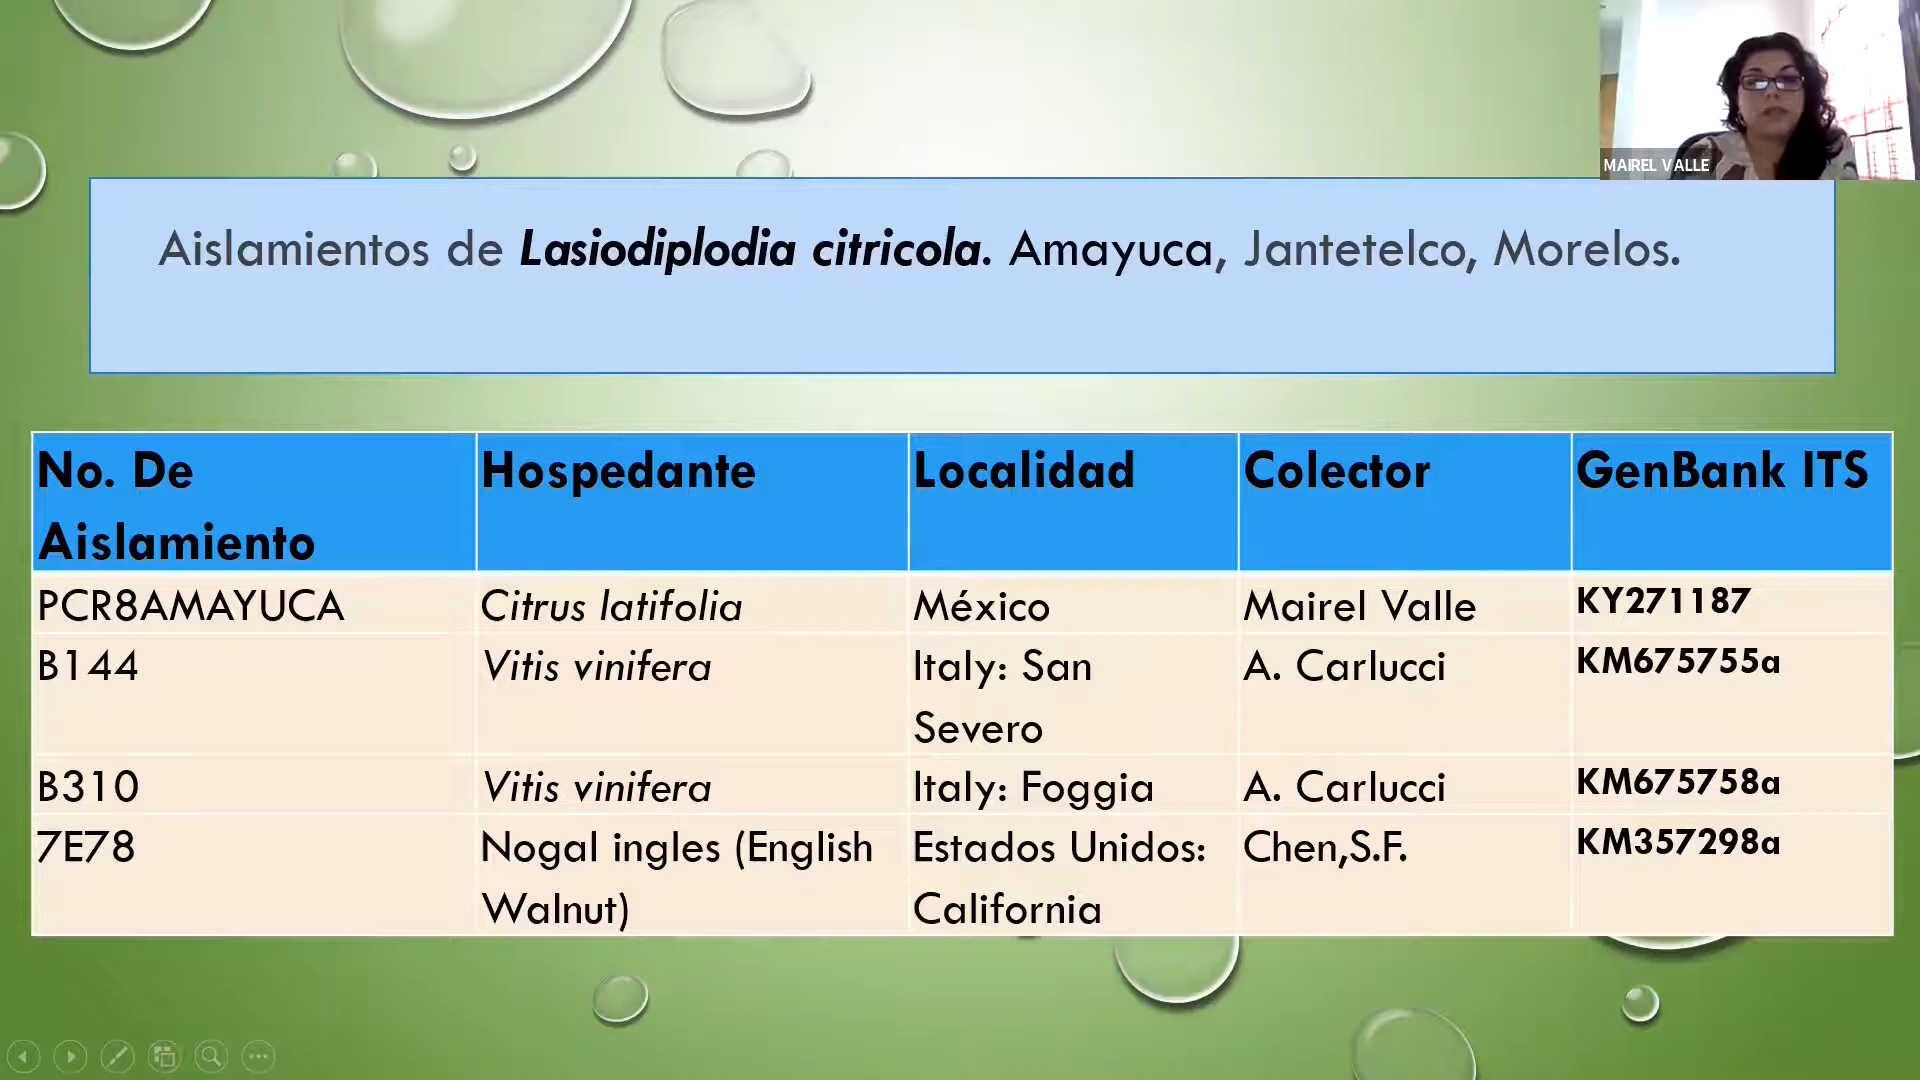 MAIREL VALLE
Aislamientos de Lasiodiplodia citricola. Amayuca, Jantetelco, Morelos.
No. De Aislamiento Hospedante Localidad Colector GenBank ITS
PCR8AMAYUCA Citrus latifolia México Mairel Valle KY271187
B144 Vitis vinifera Italy: San Severo A. Carlucci KM675755a
B310 Vitis vinifera Italy: Foggia A. Carlucci KM675758a
7E78 Nogal ingles (English Walnut) Estados Unidos: California Chen,S.F. KM357298a